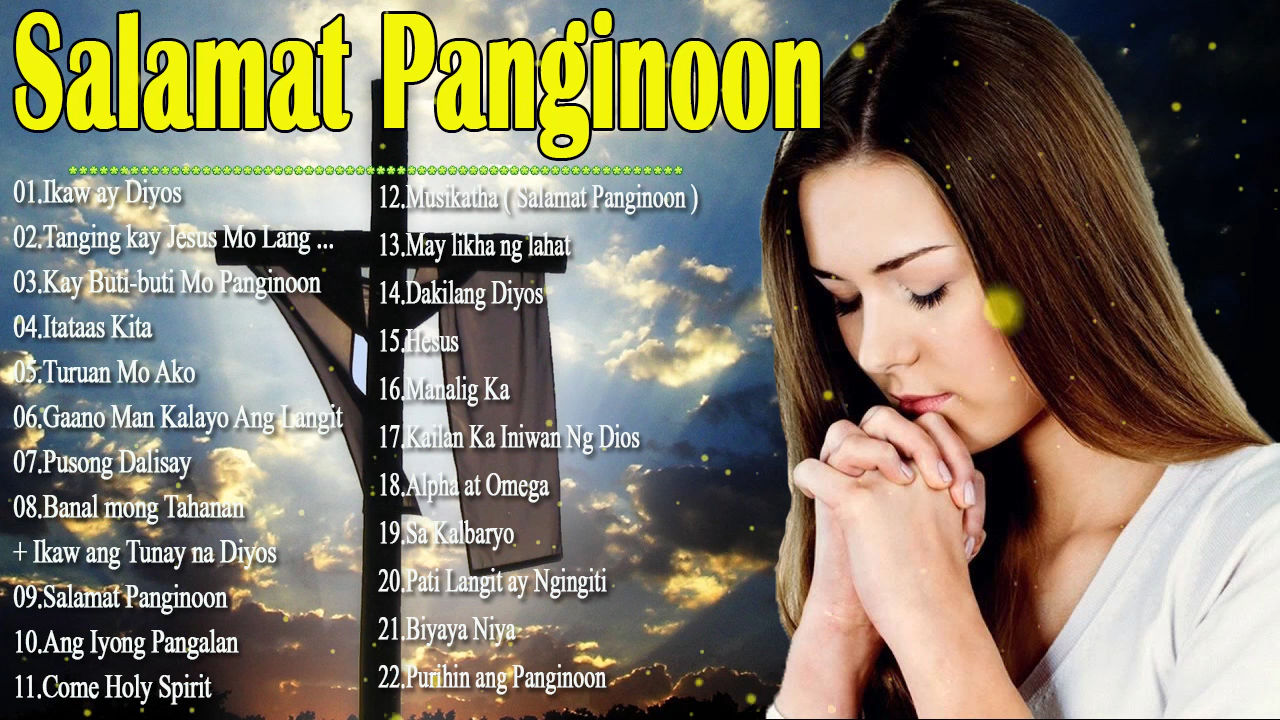 Salamat Panginoon
****************************************************
01.Ikaw ay Diyos
02.Tanging kay Jesus Mo Lang ...
03.Kay Buti-buti Mo Panginoon
04.Itataas Kita
05.Turuan Mo Ako
06.Gaano Man Kalayo Ang Langit
07.Pusong Dalisay
08.Banal mong Tahanan
+ Ikaw ang Tunay na Diyos
09.Salamat Panginoon
10.Ang Iyong Pangalan
11.Come Holy Spirit
12.Musikatha ( Salamat Panginoon )
13.May likha ng lahat
14.Dakilang Diyos
15.Hesus
16.Manalig Ka
17.Kailan Ka Iniwan Ng Dios
18.Alpha at Omega
19.Sa Kalbaryo
20.Pati Langit ay Ngingiti
21.Biyaya Niya
22.Purihin ang Panginoon